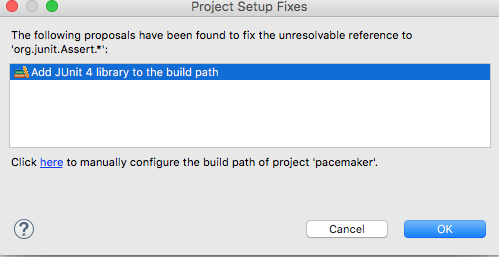 Project Setup Fixes
The following proposals have been found to fix the unresolvable reference to
'org.junit.Assert.*':
Add JUnit 4 library to the build path
Click here to manually configure the build path of project 'pacemaker'.
?
Cancel
OK